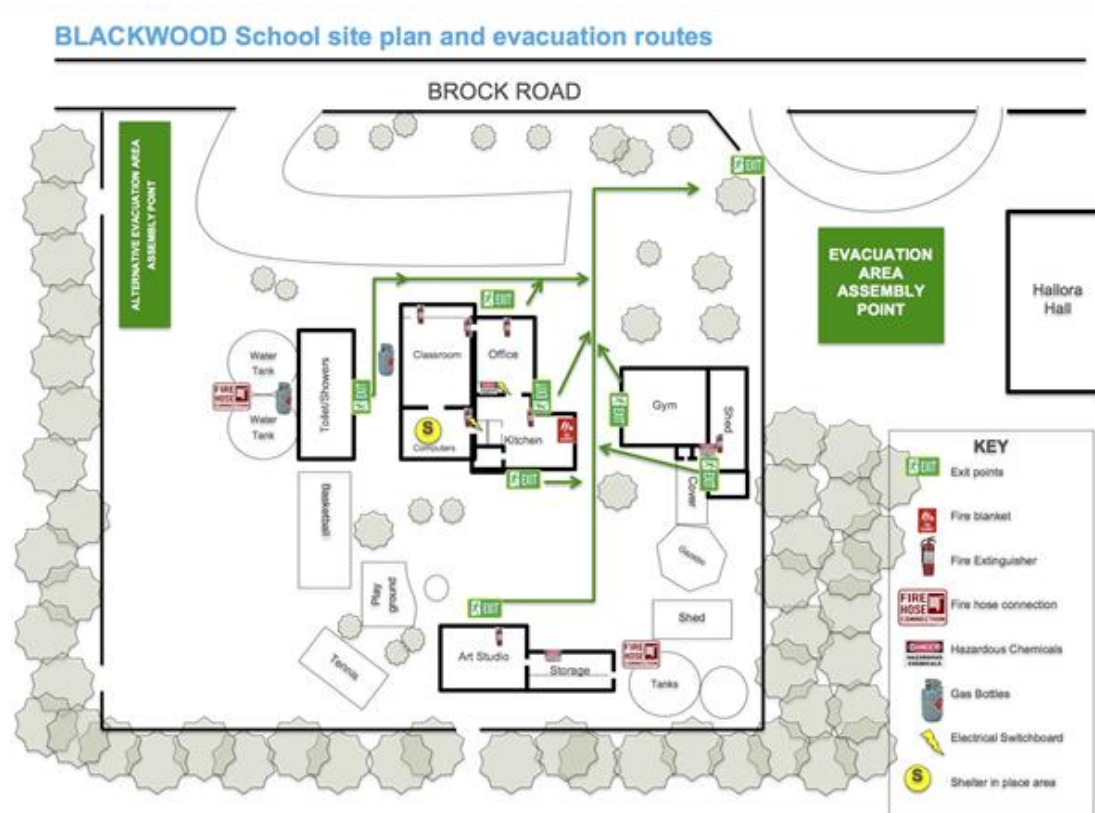 BLACKWOOD School site plan and evacuation routes
BROCK ROAD
ALTERNATIVE EVACUATION AREA
ASSEMBLY POINT
EXIT
EVACUATION
AREA
ASSEMBLY
POINT
Hallora
Hall
EXIT
Water
Tank
FIRE
HOSE
CONNECTION
Water
Tank
Toilet/Showers
EXIT
Classroom
Office
EXIT
S
Computers
Kitchen
EXIT
EXIT
Gym
Shed
EXIT
Cover
Gazebo
Shed
Basketball
Play
ground
Tennis
EXIT
Art Studio
Storage
FIRE
HOSE
CONNECTION
Tanks
KEY
EXIT Exit points
Fire blanket
Fire Extinguisher
FIRE
HOSE
CONNECTION
Fire hose connection
DANGER
HAZARDOUS
CHEMICALS
Hazardous Chemicals
Gas Bottles
Electrical Switchboard
S Shelter in place area